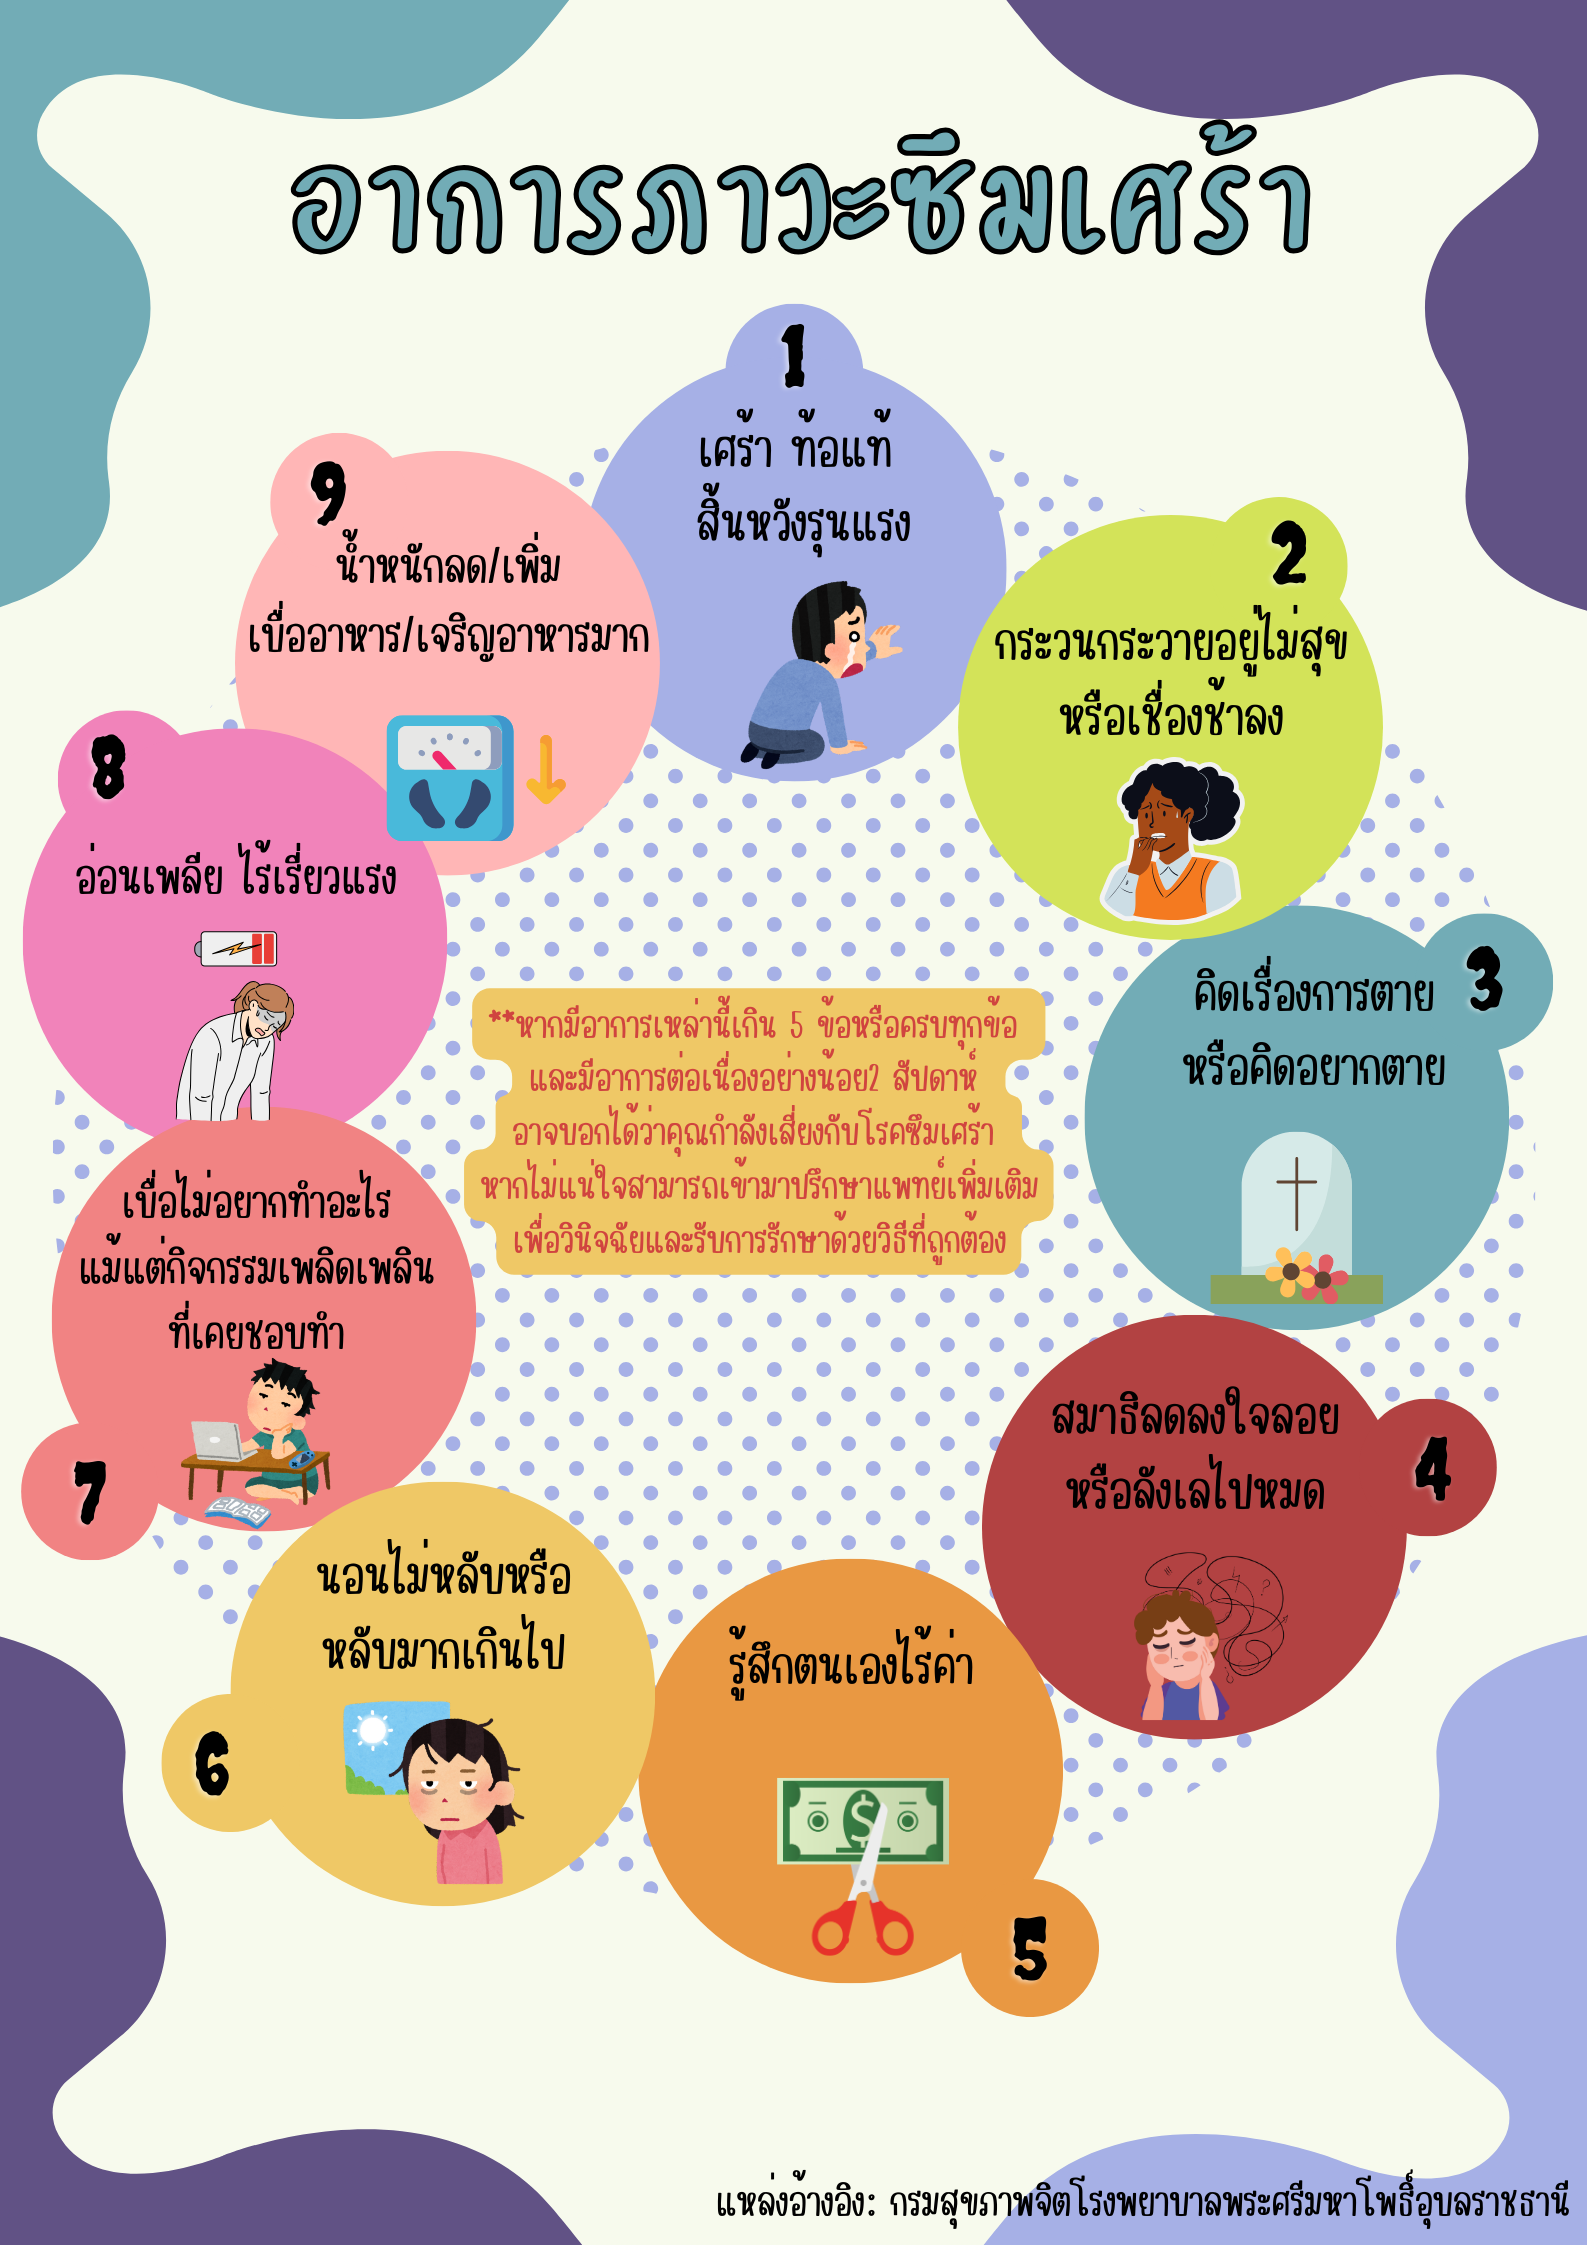 อาการภาวะซึมเศร้า
1
เศร้า ท้อแท้
สิ้นหวังรุนแรง
2
กระวนกระวายอยู่ไม่สุข
หรือเชื่องช้าลง
3
คิดเรื่องการตาย
หรือคิดอยากตาย
4
สมาธิลดลงใจลอย
หรือลังเลไปหมด
5
รู้สึกตนเองไร้ค่า
6
นอนไม่หลับหรือ
หลับมากเกินไป
7
เบื่อไม่อยากทำอะไร
แม้แต่กิจกรรมเพลิดเพลิน
ที่เคยชอบทำ
8
อ่อนเพลีย ไร้เรี่ยวแรง
9
น้ำหนักลด/เพิ่ม
เบื่ออาหาร/เจริญอาหารมาก
**หากมีอาการเหล่านี้เกิน 5 ข้อหรือครบทุกข้อ
และมีอาการต่อเนื่องอย่างน้อย2 สัปดาห์
อาจบอกได้ว่าคุณกำลังเสี่ยงกับโรคซึมเศร้า
หากไม่แน่ใจสามารถเข้ามาปรึกษาแพทย์เพิ่มเติม
เพื่อวินิจฉัยและรับการรักษาด้วยวิธีที่ถูกต้อง
แหล่งอ้างอิง: กรมสุขภาพจิตโรงพยาบาลพระศรีมหาโพธิ์อุบลราชธานี